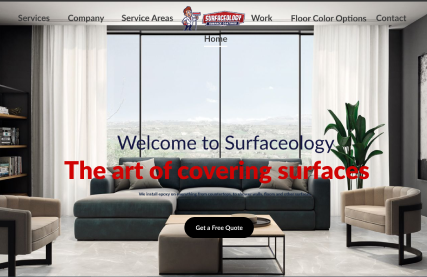 Services Company Service Areas SURFACEOLOGY Work Floor Color Options Contact
Home
Welcome to Surfaceology
The art of covering surfaces
Get a Free Quote